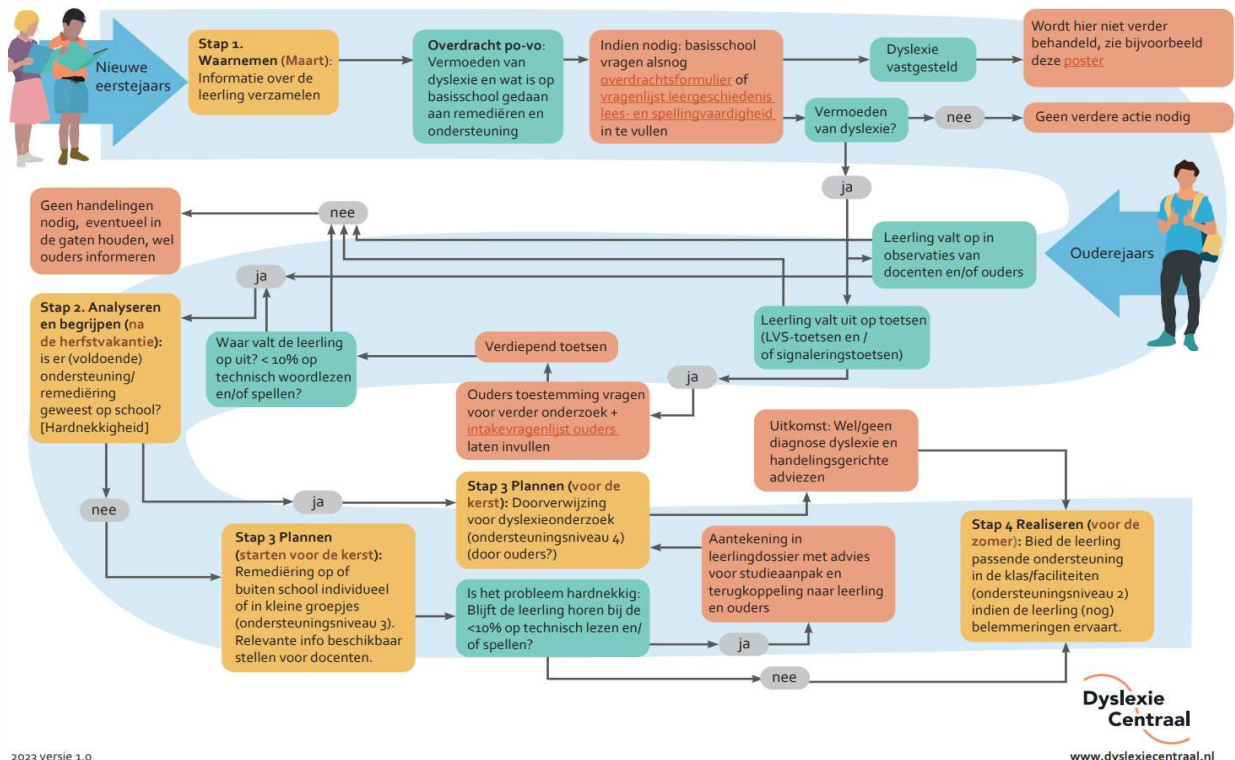 Nieuwe
eerstejaars
Stap 1.
Waarnemen (Maart):
Informatie over de
leerling verzamelen
Overdracht po-vo:
Vermoeden van
dyslexie en wat is op
basisschool gedaan
aan remediëren en
ondersteuning
Indien nodig: basisschool
vragen alsnog
overdrachtsformulier of
vragenlijst leergeschiedenis
lees- en spellingvaardigheid
in te vullen
Dyslexie
vastgesteld
Wordt hier niet verder
behandeld, zie bijvoorbeeld
deze poster
Vermoeden
van dyslexie?
nee
Geen verdere actie nodig
ja
Geen handelingen
nodig, eventueel in
de gaten houden, wel
ouders informeren
nee
Leerling valt op in
observaties van
docenten en/of ouders
Ouderejaars
ja
Stap 2. Analyseren
en begrijpen (na
de herfstvakantie):
is er (voldoende)
ondersteuning/
remediëring
geweest op school?
[Hardnekkigheid]
Waar valt de leerling
op uit? < 10% op
technisch woordlezen
en/of spellen?
Verdiepend toetsen
Leerling valt uit op toetsen
(LVS-toetsen en /
of signaleringstoetsen)
ja
Ouders toestemming vragen
voor verder onderzoek +
intakevragenlijst ouders
laten invullen
Uitkomst: Wel/geen
diagnose dyslexie en
handelingsgerichte
adviezen
nee
ja
Stap 3 Plannen (voor de
kerst): Doorverwijzing
voor dyslexieonderzoek
(ondersteuningsniveau 4)
(door ouders?)
Stap 3 Plannen
(starten voor de kerst):
Remediëring op of
buiten school individueel
of in kleine groepjes
(ondersteuningsniveau 3).
Relevante info beschikbaar
stellen voor docenten.
Is het probleem hardnekkig:
Blijft de leerling horen bij de
<10% op technisch lezen en/
of spellen?
Aantekening in
leerlingdossier met advies
voor studieaanpak en
terugkoppeling naar leerling
en ouders
ja
nee
Stap 4 Realiseren (voor de
zomer): Bied de leerling
passende ondersteuning
in de klas/faciliteiten
(ondersteuningsniveau 2)
indien de leerling (nog)
belemmeringen ervaart.
Dyslexie
Centraal
2023 versie 1.0
www.dyslexiecentraal.nl